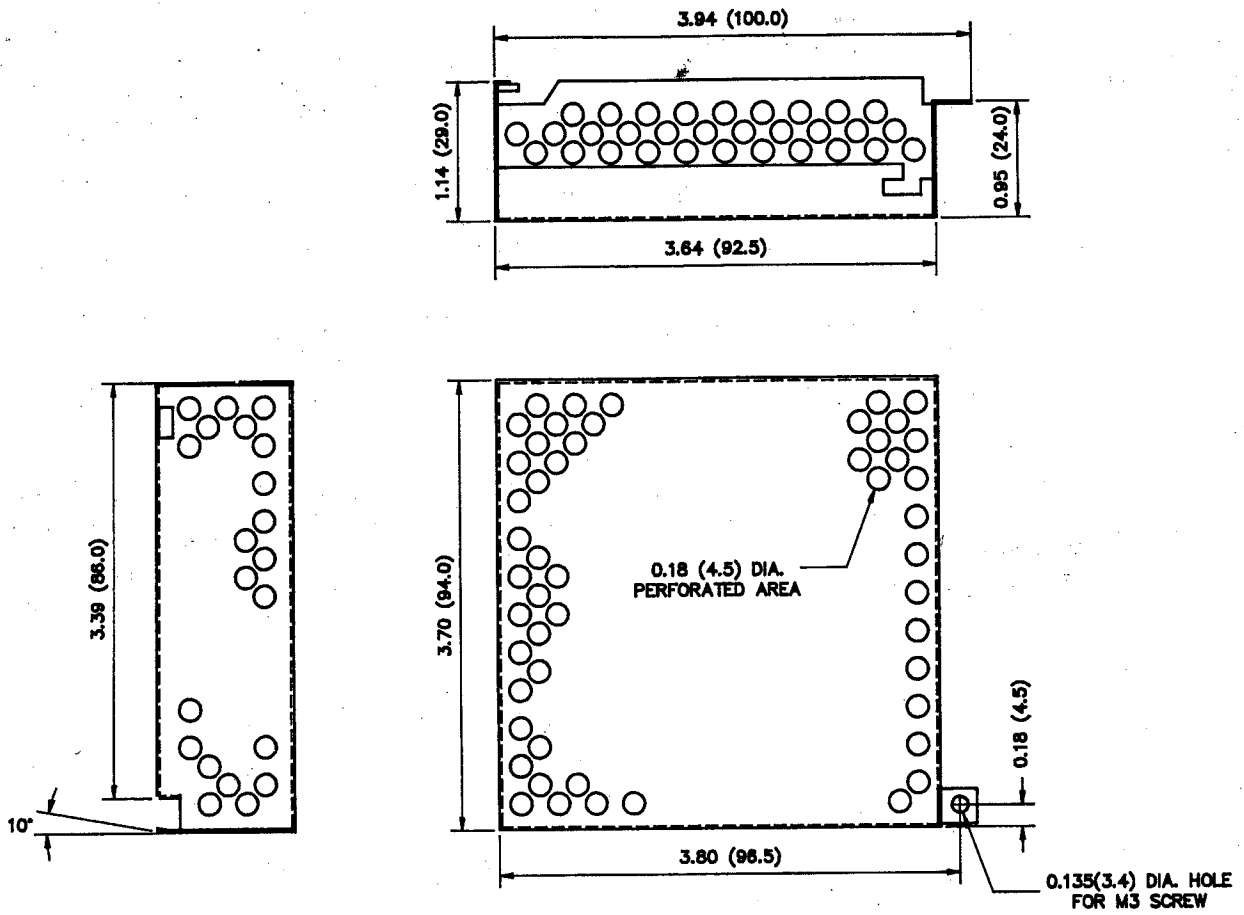 3.94 (100.0)
1.14 (29.0)
0.95 (24.0)
3.64 (92.5)
3.39 (86.0)
10°
3.70 (94.0)
0.18 (4.5) DIA.
PERFORATED AREA
0.18 (4.5)
3.80 (96.5)
0.135(3.4) DIA. HOLE
FOR M3 SCREW